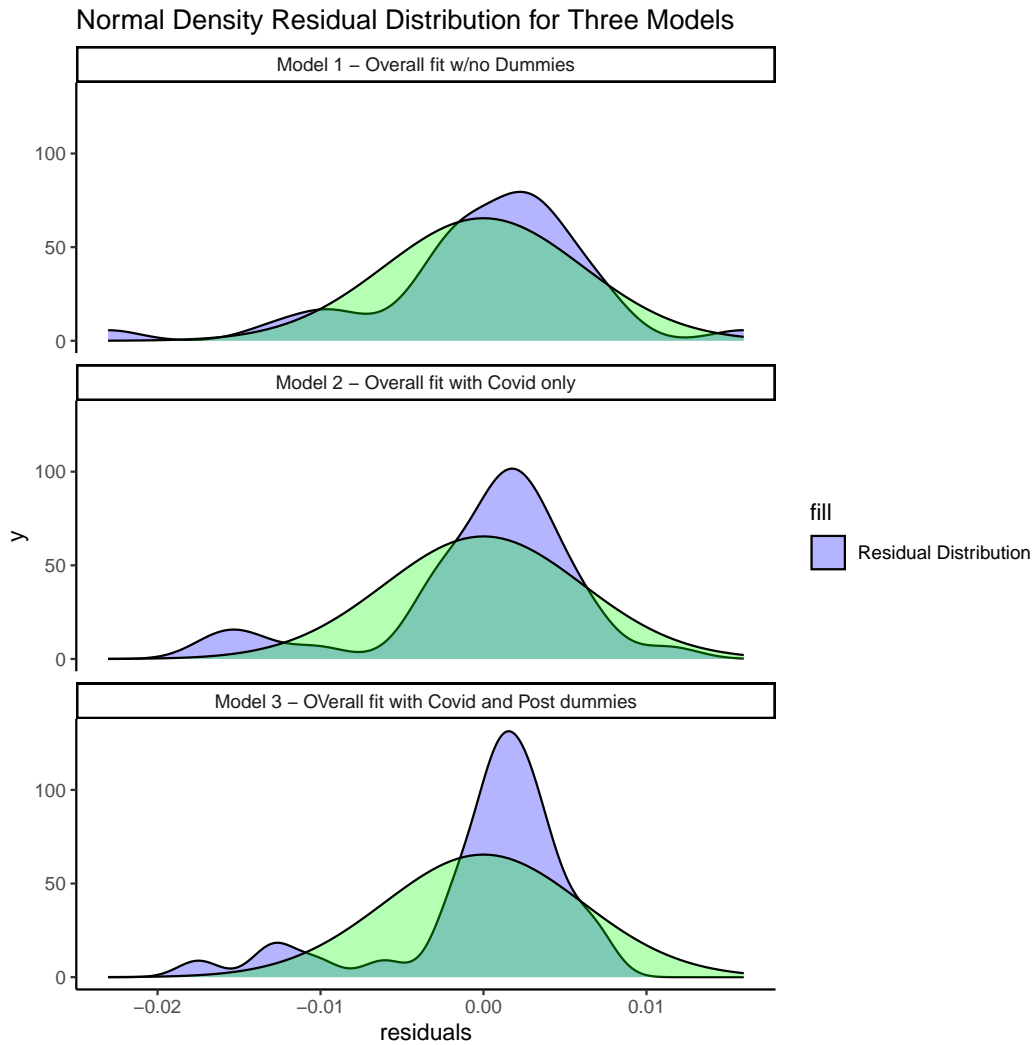 Normal Density Residual Distribution for Three Models
Model 1 − Overall fit w/no Dummies
100
50
0
Model 2 − Overall fit with Covid only
100
50
0
Model 3 − OVerall fit with Covid and Post dummies
100
50
0
−0.02
−0.01
0.00
0.01
residuals
y
fill
Residual Distribution